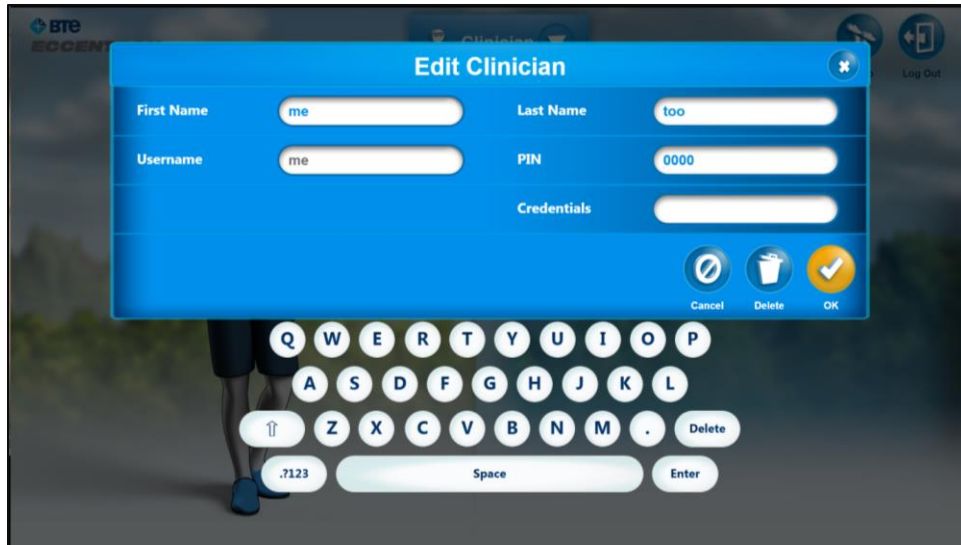 BTE
Clinician
Log Out
Edit Clinician
First Name me Last Name too
Username me PIN 0000
Credentials
Cancel Delete OK
Q W E R T Y U I O P
A S D F G H J K L
⇧ Z X C V B N M . Delete
.?123 Space Enter